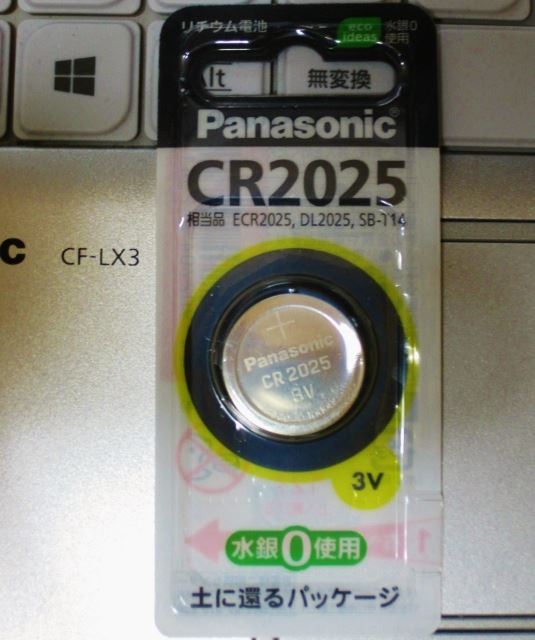 リチウム電池
eco ideas
水銀0使用
Alt
無変換
Panasonic
CR2025
相当品 ECR2025, DL2025, SB-T14
c CF-LX3
+
Panasonic
CR 2025
3V
3V
水銀0使用
1
土に還るパッケージ